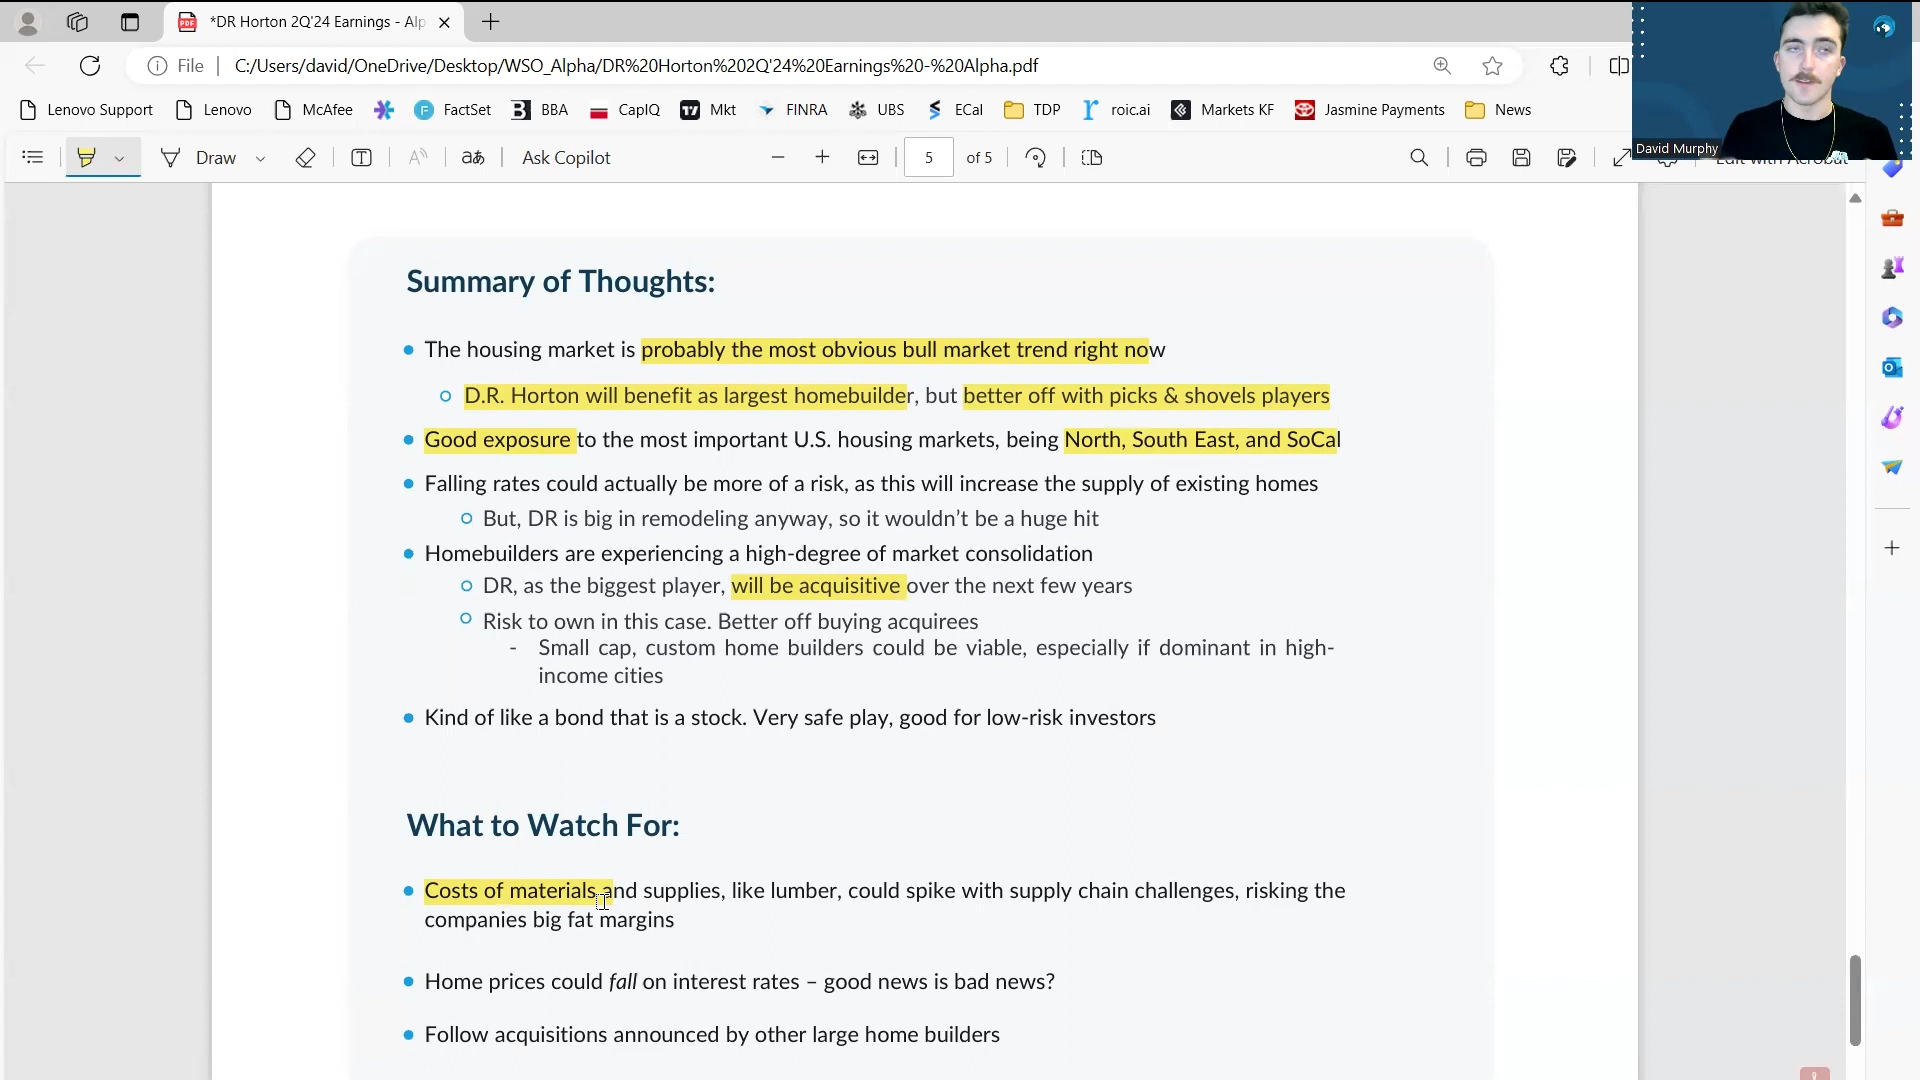 *DR Horton 2Q'24 Earnings - Alp
File
C:/Users/david/OneDrive/Desktop/WSO_Alpha/DR%20Horton%202Q'24%20Earnings%20-%20Alpha.pdf
Lenovo Support
Lenovo
McAfee
FactSet
BBA
CapIQ
Mkt
FINRA
UBS
ECal
TDP
roic.ai
Markets KF
Jasmine Payments
News
David Murphy
Draw
Ask Copilot
5
of 5
Edit with Acrobat
Summary of Thoughts:
The housing market is probably the most obvious bull market trend right now
D.R. Horton will benefit as largest homebuilder, but better off with picks & shovels players
Good exposure to the most important U.S. housing markets, being North, South East, and SoCal
Falling rates could actually be more of a risk, as this will increase the supply of existing homes
But, DR is big in remodeling anyway, so it wouldn’t be a huge hit
Homebuilders are experiencing a high-degree of market consolidation
DR, as the biggest player, will be acquisitive over the next few years
Risk to own in this case. Better off buying acquirees
- Small cap, custom home builders could be viable, especially if dominant in high-
income cities
Kind of like a bond that is a stock. Very safe play, good for low-risk investors
What to Watch For:
Costs of materials and supplies, like lumber, could spike with supply chain challenges, risking the
companies big fat margins
Home prices could fall on interest rates – good news is bad news?
Follow acquisitions announced by other large home builders